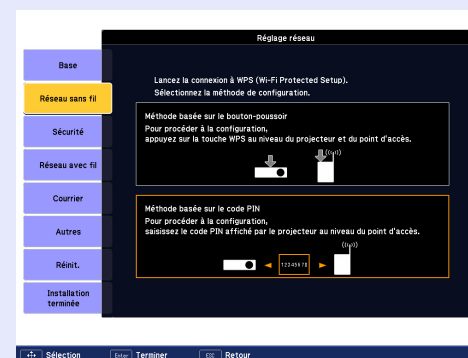 Réglage réseau
Base
Réseau sans fil
Sécurité
Réseau avec fil
Courrier
Autres
Réinit.
Installation
terminée
Lancez la connexion à WPS (Wi-Fi Protected Setup).
Sélectionnez la méthode de configuration.
Méthode basée sur le bouton-poussoir
Pour procéder à la configuration,
appuyez sur la touche WPS au niveau du projecteur et du point d'accès.
Méthode basée sur le code PIN
Pour procéder à la configuration,
saisissez le code PIN affiché par le projecteur au niveau du point d'accès.
12345678
Sélection Enter Terminer ESC Retour